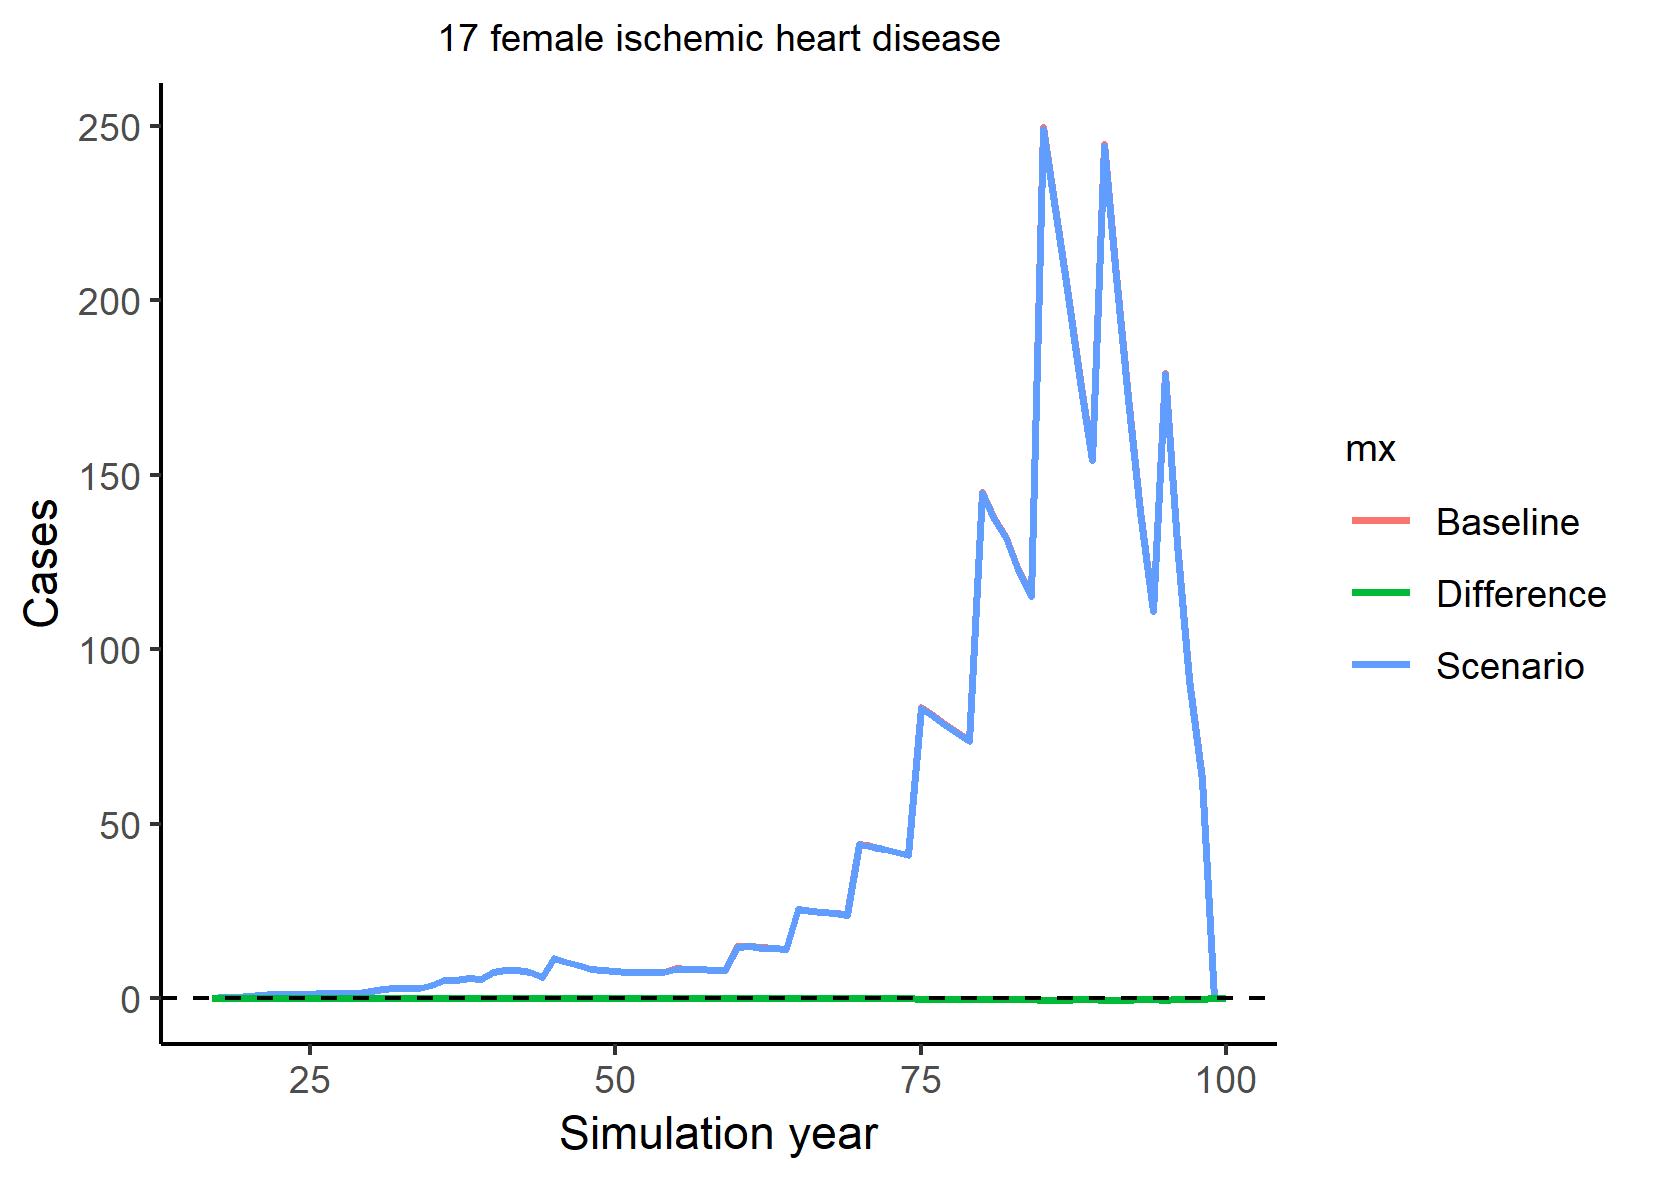 17 female ischemic heart disease
Cases
250
200
150
100
50
0
25 50 75 100
Simulation year
mx
Baseline
Difference
Scenario